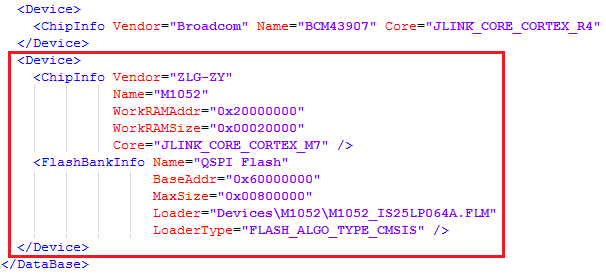 <Device>
<ChipInfo Vendor="Broadcom" Name="BCM43907" Core="JLINK_CORE_CORTEX_R4"
</Device>
<Device>
<ChipInfo Vendor="ZLG-ZY"
Name="M1052"
WorkRAMAddr="0x20000000"
WorkRAMSize="0x00020000"
Core="JLINK_CORE_CORTEX_M7" />
<FlashBankInfo Name="QSPI Flash"
BaseAddr="0x60000000"
MaxSize="0x00800000"
Loader="Devices\M1052\M1052_IS25LP064A.FLM"
LoaderType="FLASH_ALGO_TYPE_CMSIS" />
</Device>
</DataBase>